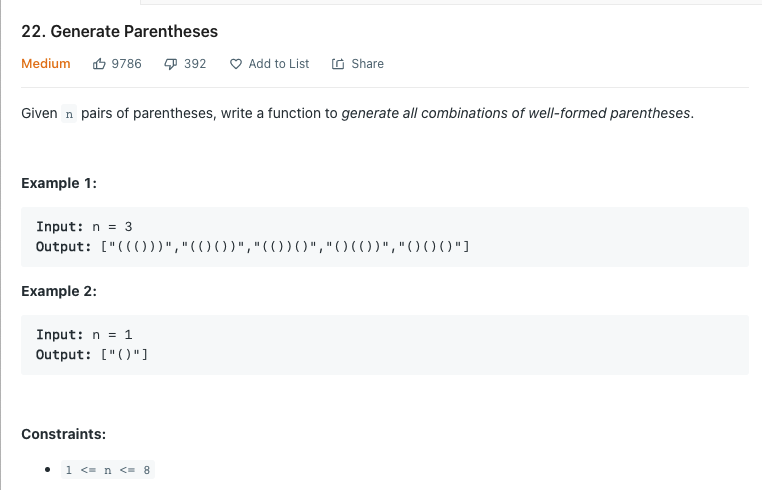 22. Generate Parentheses
Medium 9786 392 Add to List Share
Given n pairs of parentheses, write a function to generate all combinations of well-formed parentheses.
Example 1:
Input: n = 3
Output: ["((()))","(()())","(())()","()(())","()()()"]
Example 2:
Input: n = 1
Output: ["()"]
Constraints:
• 1 <= n <= 8